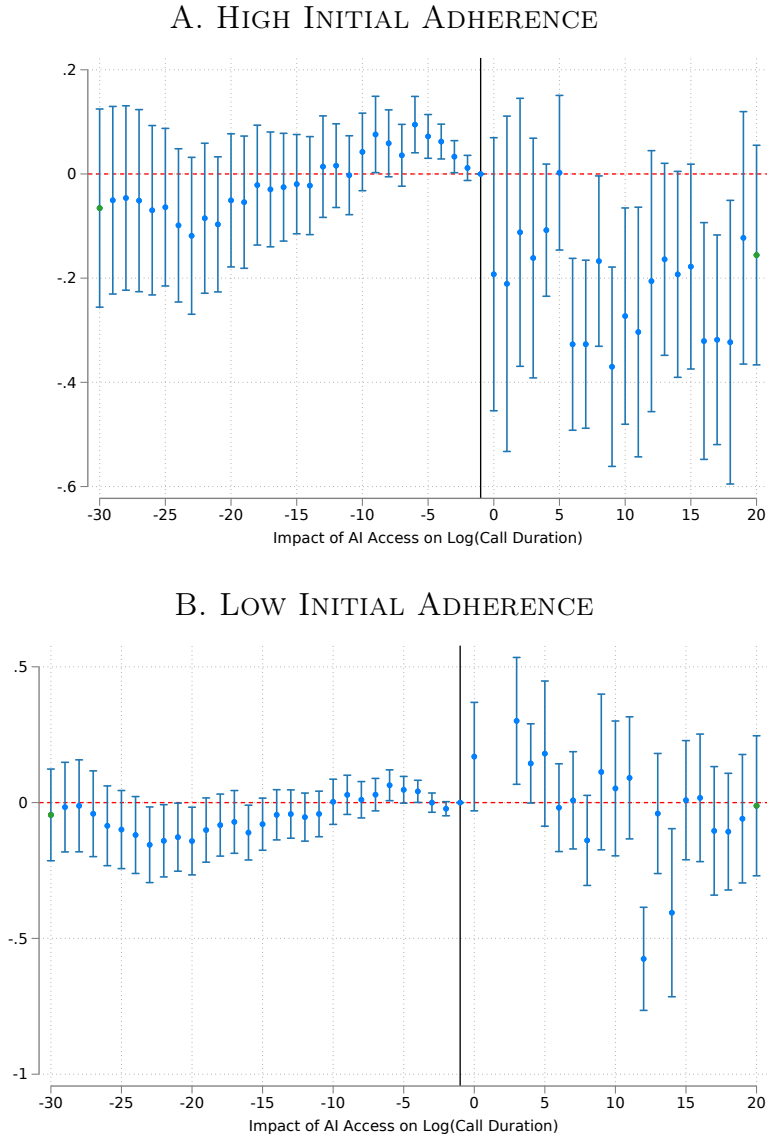 A. High Initial Adherence
.2
0
-.2
-.4
-.6
-30 -25 -20 -15 -10 -5 0 5 10 15 20
Impact of AI Access on Log(Call Duration)
B. Low Initial Adherence
.5
0
-.5
-1
-30 -25 -20 -15 -10 -5 0 5 10 15 20
Impact of AI Access on Log(Call Duration)